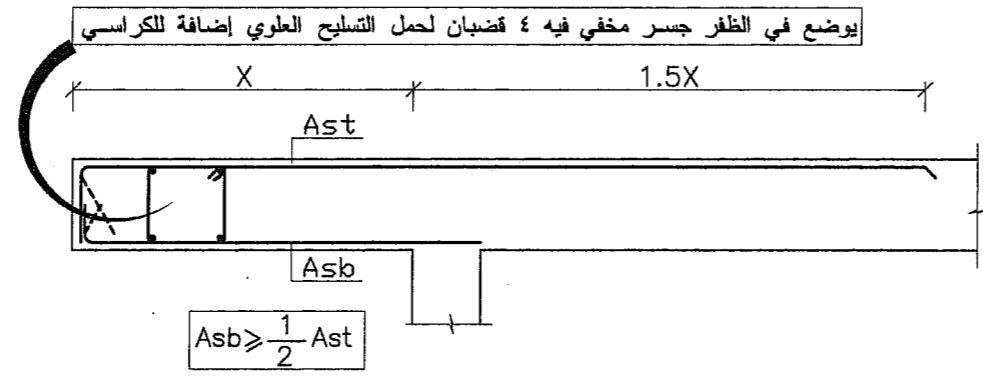 يوضع في الظفر جسر مخفي فيه ٤ قضبان لحمل التسليح العلوي إضافة للكراسي
X 1.5X
Ast
Asb
Asb⩾1/2 Ast